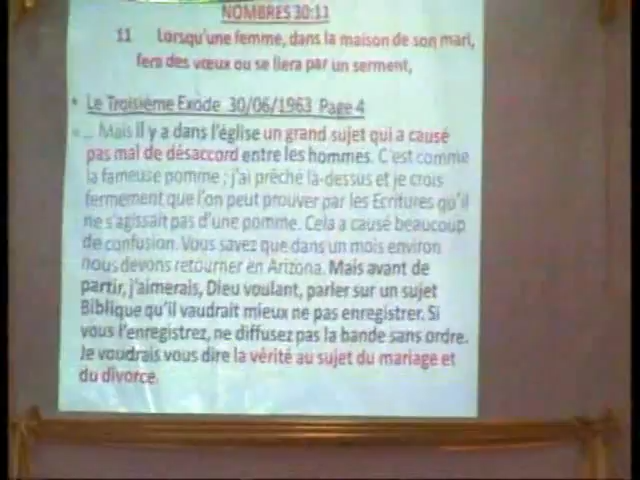 NOMBRES 30:11
11 Lorsqu'une femme, dans la maison de son mari,
fera des vœux ou se liera par un serment,
• Le Troisième Exode 30/06/1963 Page 4
«... Mais il y a dans l'église un grand sujet qui a causé
pas mal de désaccord entre les hommes. C'est comme
la fameuse pomme ; j'ai prêché là-dessus et je crois
fermement que l'on peut prouver par les Ecritures qu'il
ne s'agissait pas d'une pomme. Cela a causé beaucoup
de confusion. Vous savez que dans un mois environ
nous devons retourner en Arizona. Mais avant de
partir, j'aimerais, Dieu voulant, parler sur un sujet
Biblique qu'il vaudrait mieux ne pas enregistrer. Si
vous l'enregistrez, ne diffusez pas la bande sans ordre.
Je voudrais vous dire la vérité au sujet du mariage et
du divorce.